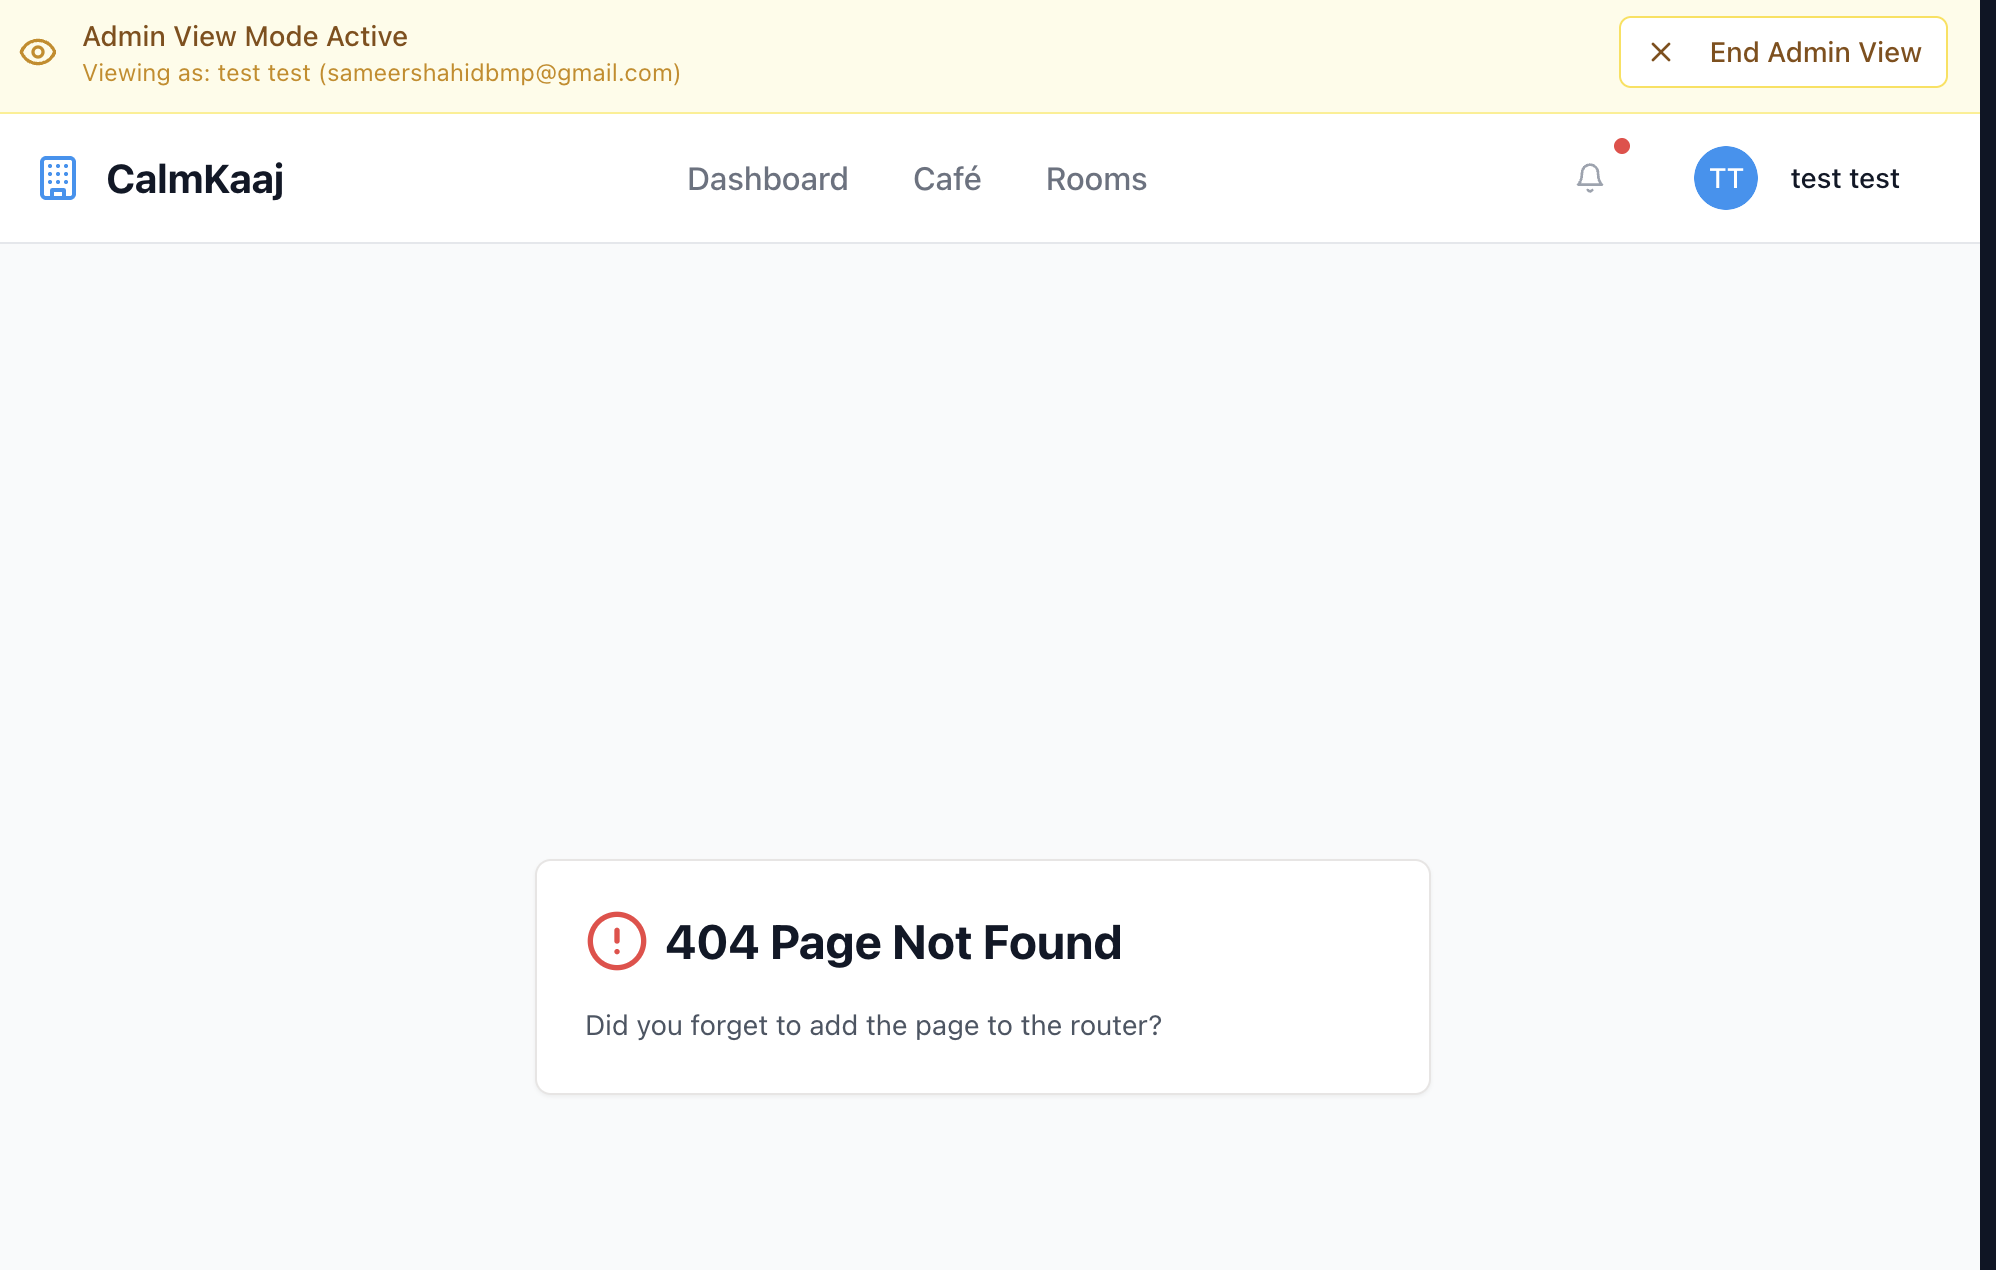 Admin View Mode Active
Viewing as: test test (sameershahidbmp@gmail.com)
End Admin View
CalmKaaj
Dashboard
Café
Rooms
TT
test test
404 Page Not Found
Did you forget to add the page to the router?